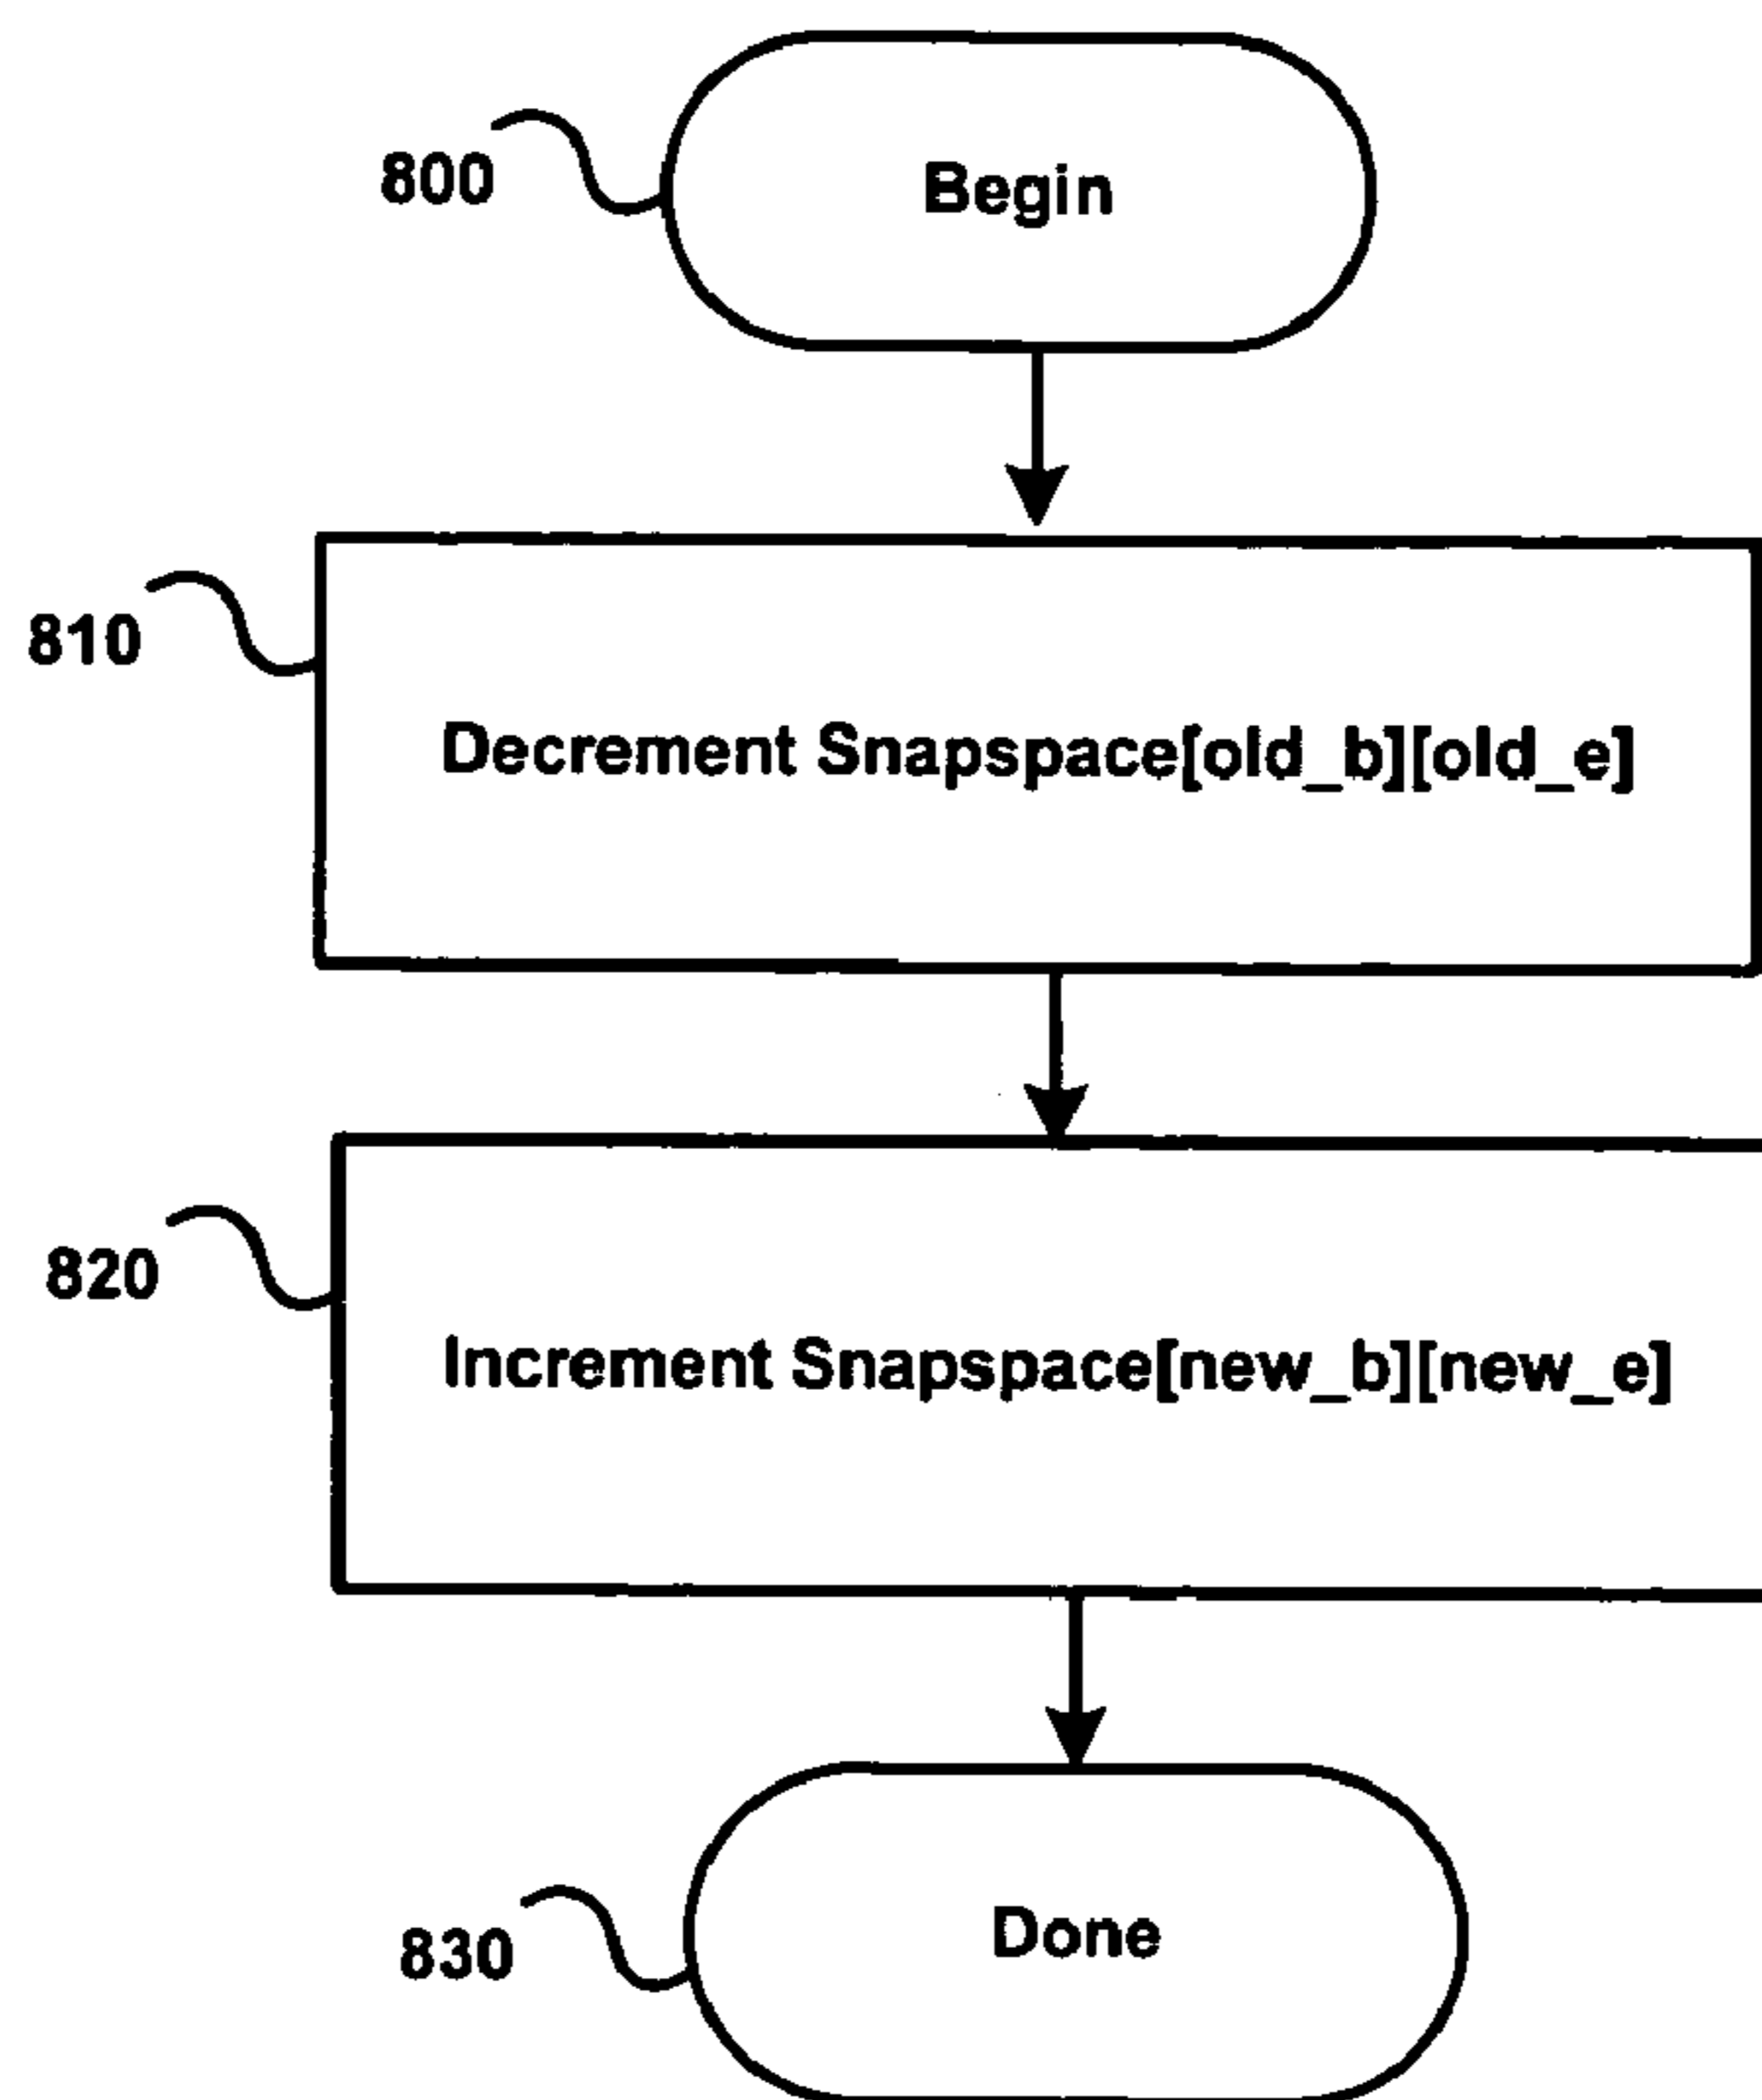 800
Begin
810
Decrement Snapspace[old_b][old_e]
820
Increment Snapspace[new_b][new_e]
830
Done